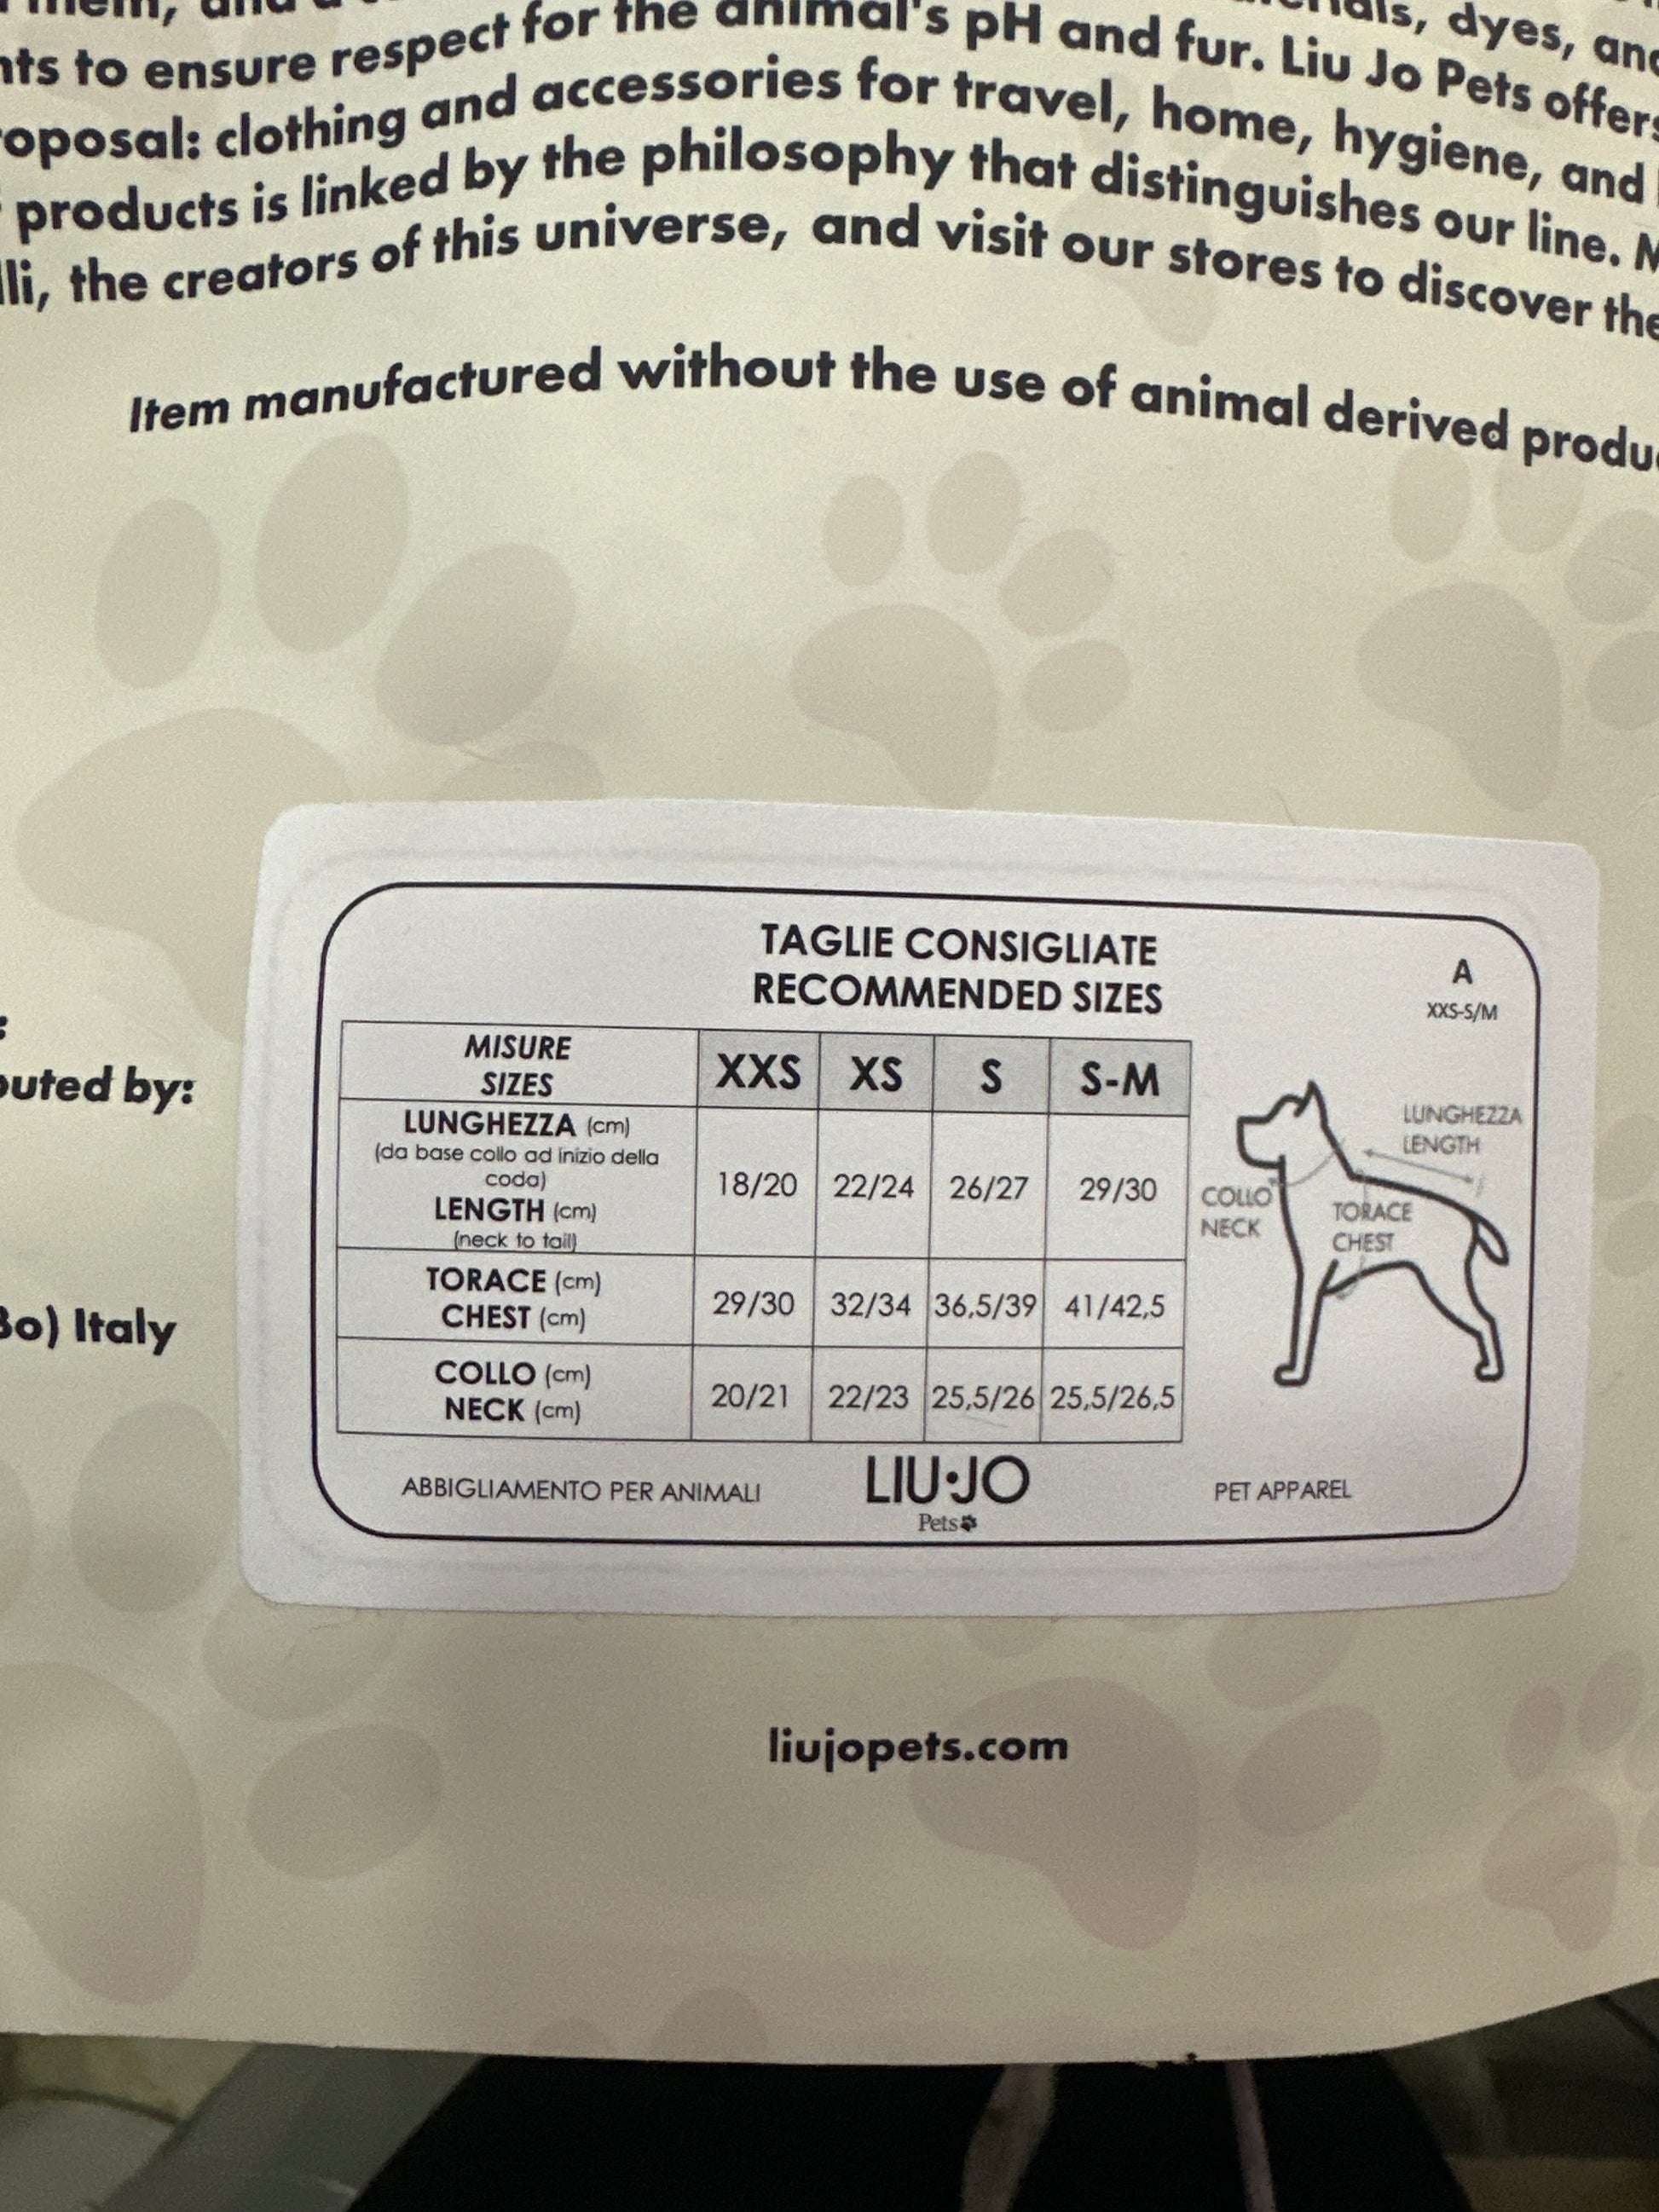 and
dyes, and
to ensure respect for the animal's pH and fur. Liu Jo Pets offers
clothing and accessories for travel, home, hygiene, and
products is linked by the philosophy that distinguishes our line.
the creators of this universe, and visit our stores to discover the
Item manufactured without the use of animal derived
by:
Italy
TAGLIE CONSIGLIATE
RECOMMENDED SIZES
A
XXS-S/M
MISURE
SIZES
XXS XS S S-M
LUNGHEZZA (cm)
(da base collo ad inizio della
coda)
LENGTH (cm)
(neck to tail)
18/20 22/24 26/27 29/30
TORACE (cm)
CHEST (cm)
29/30 32/34 36,5/39 41/42,5
COLLO (cm)
NECK (cm)
20/21 22/23 25,5/26 25,5/26,5
LUNGHEZZA
LENGTH
COLLO
NECK
TORACE
CHEST
ABBIGLIAMENTO PER ANIMALI
LIU·JO
Pets
PET APPAREL
liujopets.com